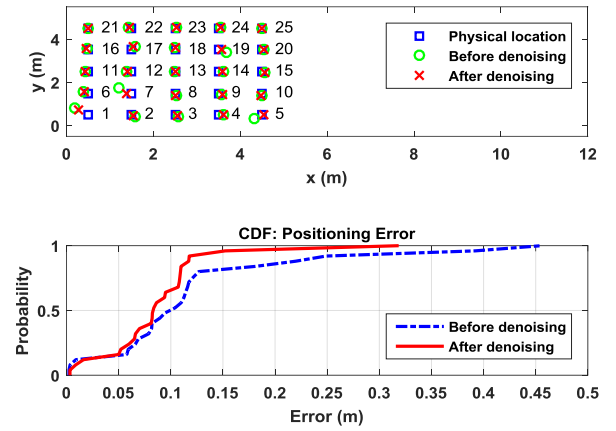 4
2
0
y (m)
21 22 23 24 25
16 17 18 19 20
11 12 13 14 15
6 7 8 9 10
1 2 3 4 5
Physical location
Before denoising
After denoising
0 2 4 6 8 10 12
x (m)
CDF: Positioning Error
1
0.5
0
Probability
Before denoising
After denoising
0 0.05 0.1 0.15 0.2 0.25 0.3 0.35 0.4 0.45 0.5
Error (m)